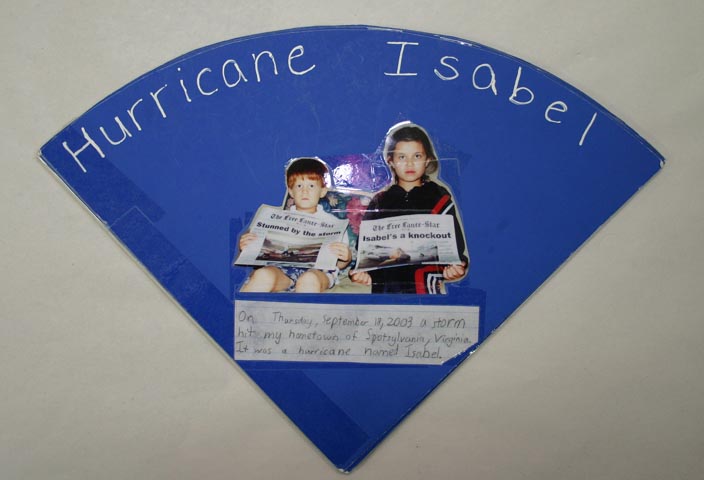 Hurricane Isabel
The Free Lance-Star
Stunned by the storm
The Free Lance-Star
Isabel's a knockout
On Thursday, September 18, 2003 a storm
hit my hometown of Spotsylvania, Virginia.
It was a hurricane named Isabel.